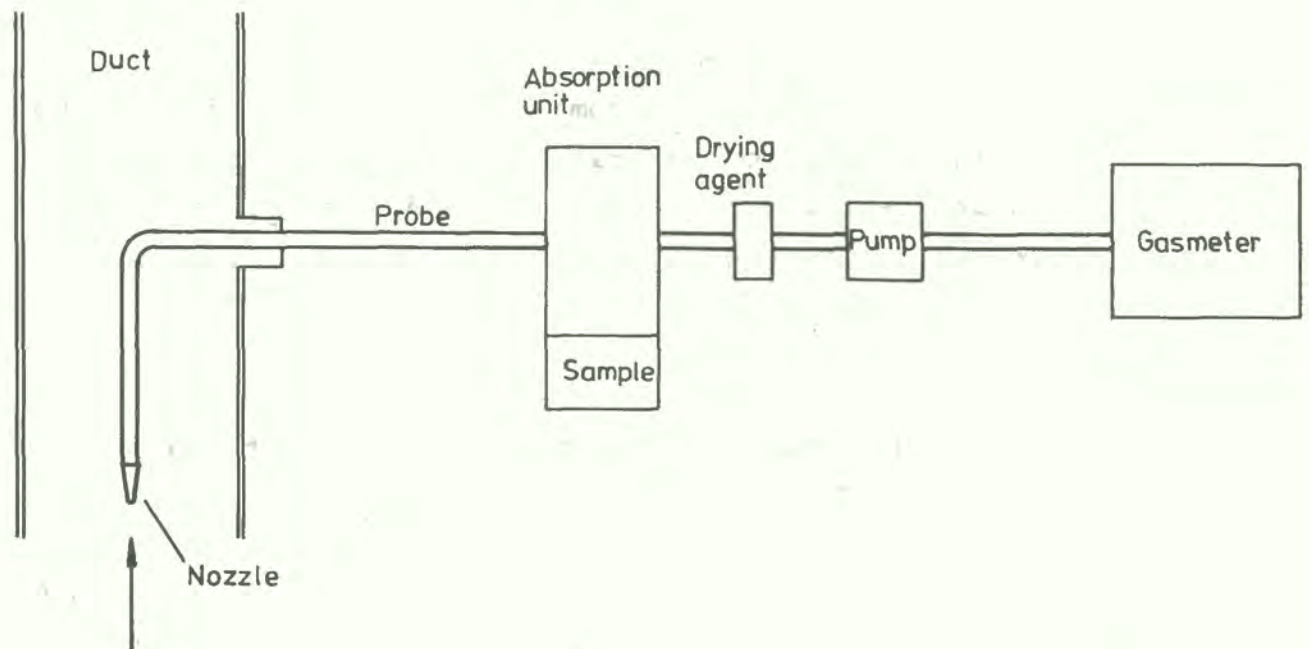 Duct
Absorption
unit
Drying
agent
Probe
Pump
Gasmeter
Sample
Nozzle